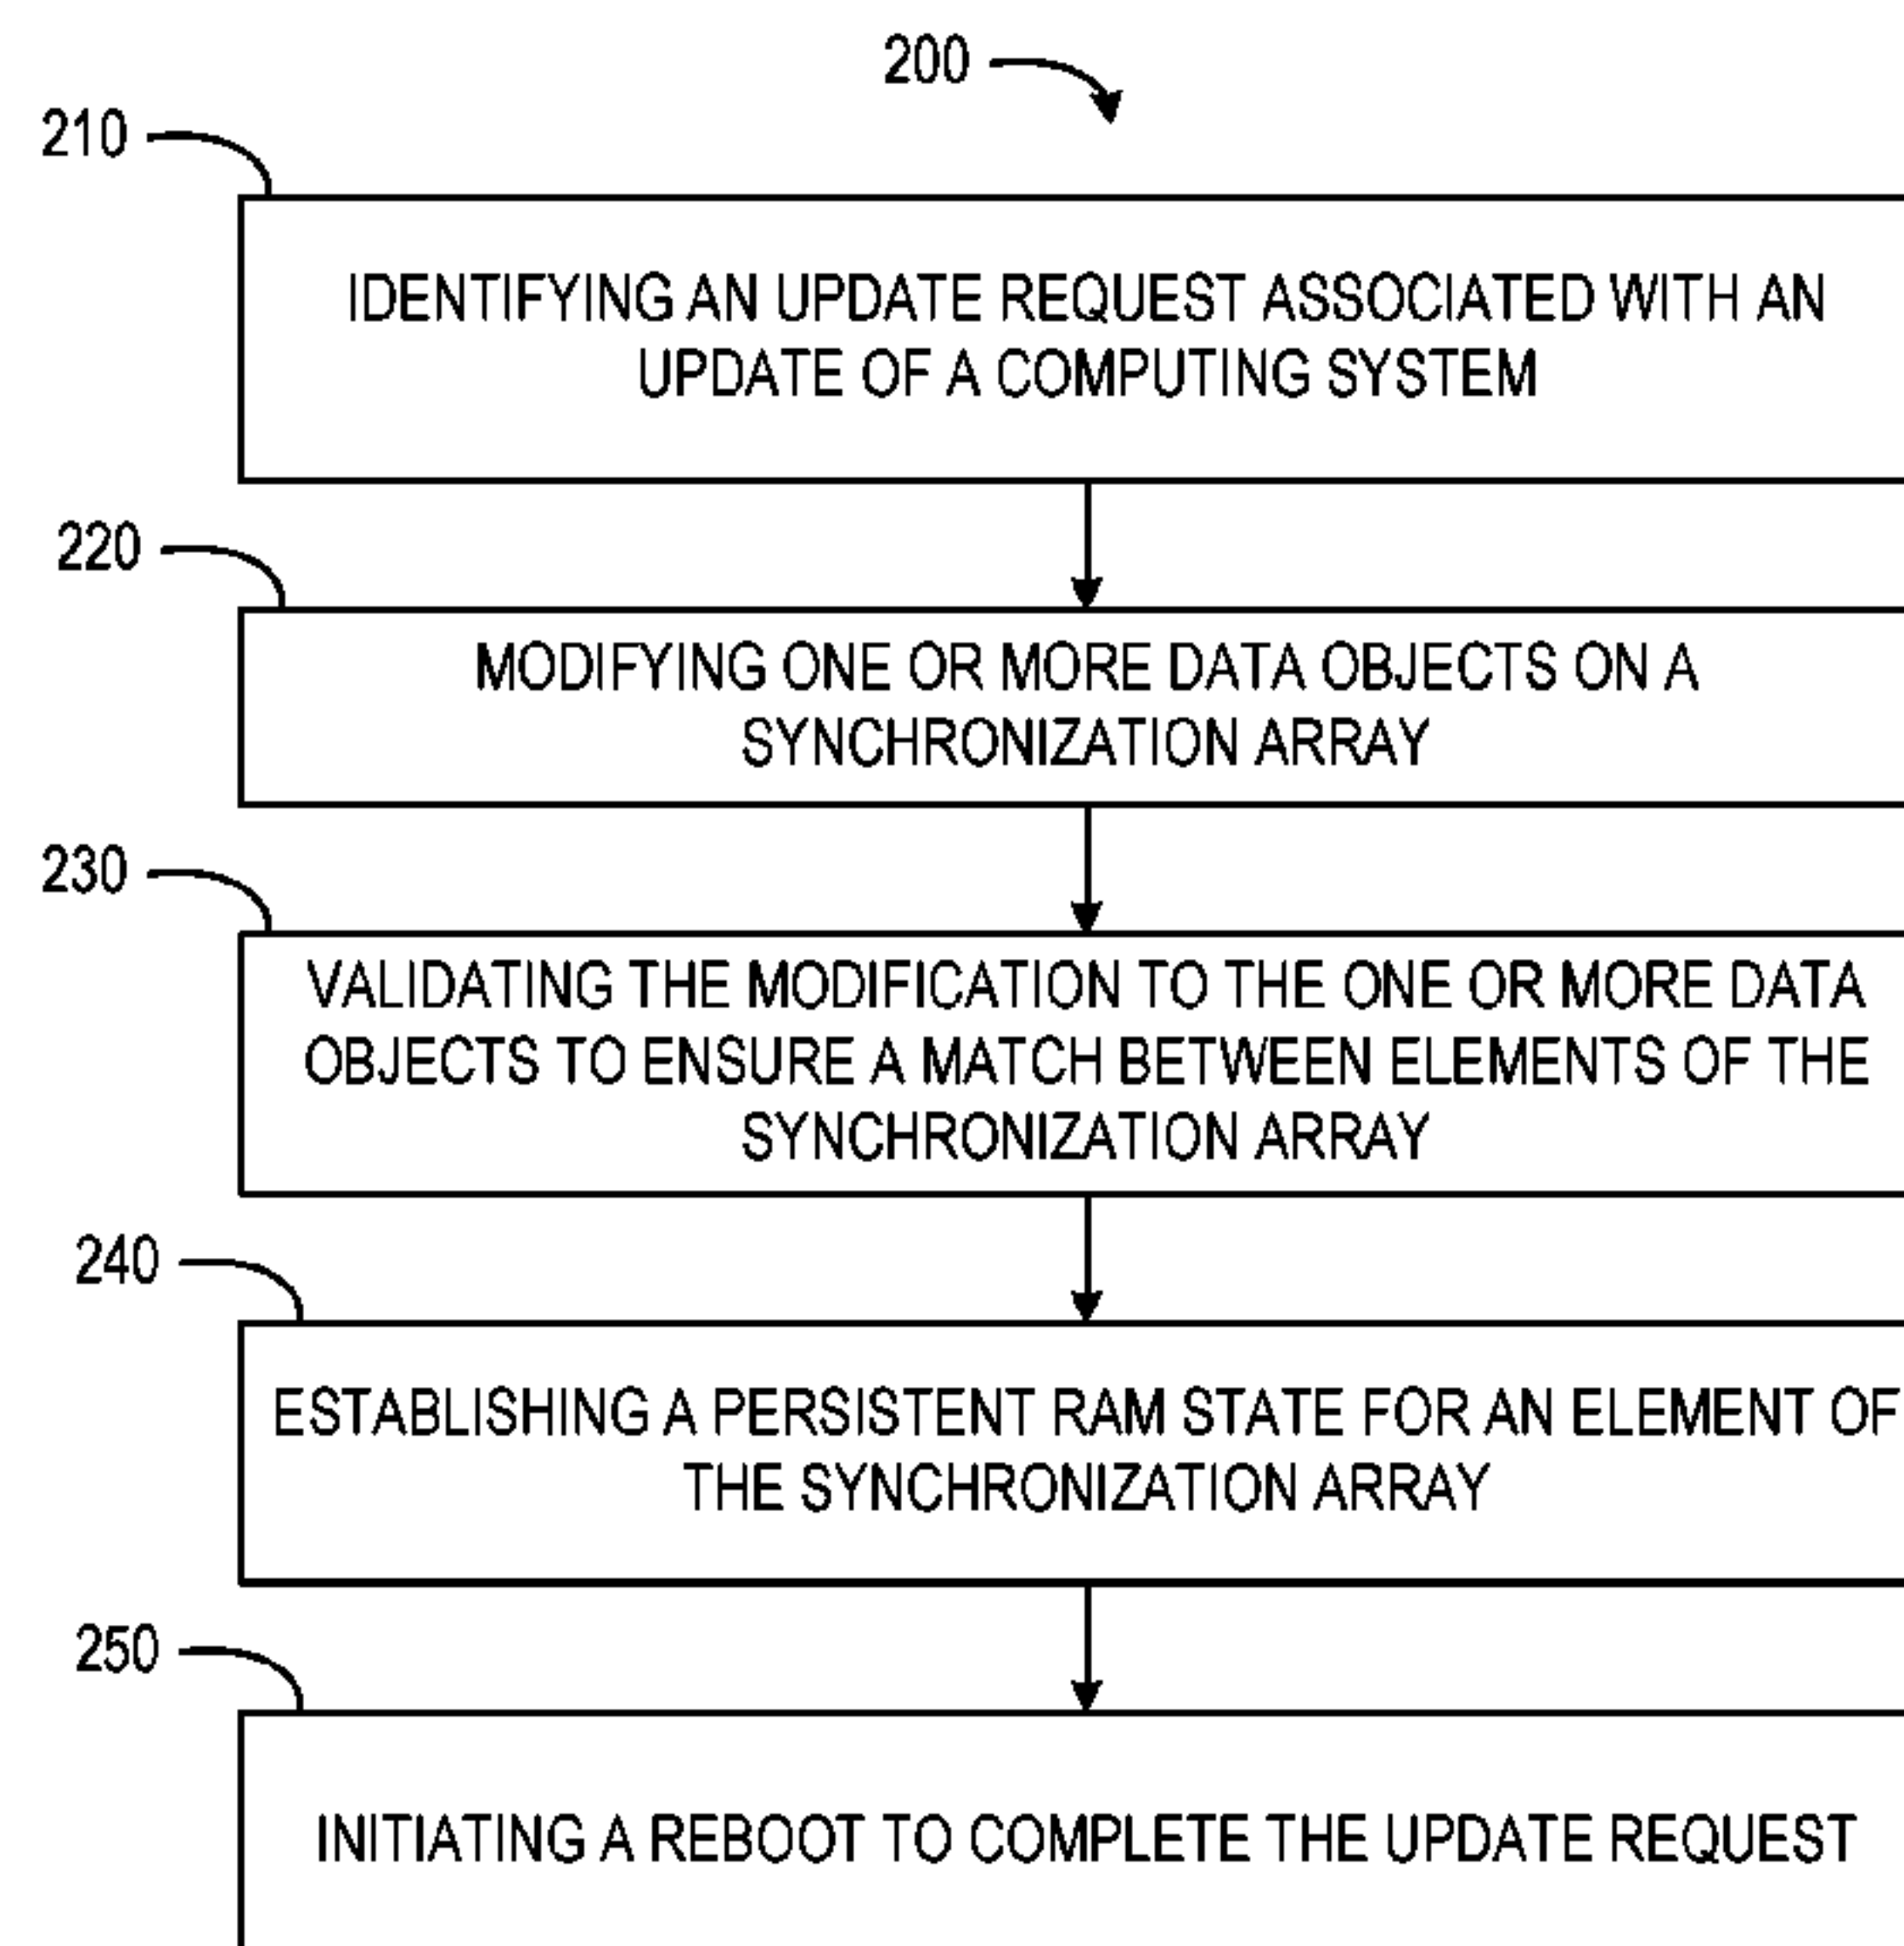 200
210
IDENTIFYING AN UPDATE REQUEST ASSOCIATED WITH AN
UPDATE OF A COMPUTING SYSTEM
220
MODIFYING ONE OR MORE DATA OBJECTS ON A
SYNCHRONIZATION ARRAY
230
VALIDATING THE MODIFICATION TO THE ONE OR MORE DATA
OBJECTS TO ENSURE A MATCH BETWEEN ELEMENTS OF THE
SYNCHRONIZATION ARRAY
240
ESTABLISHING A PERSISTENT RAM STATE FOR AN ELEMENT OF
THE SYNCHRONIZATION ARRAY
250
INITIATING A REBOOT TO COMPLETE THE UPDATE REQUEST